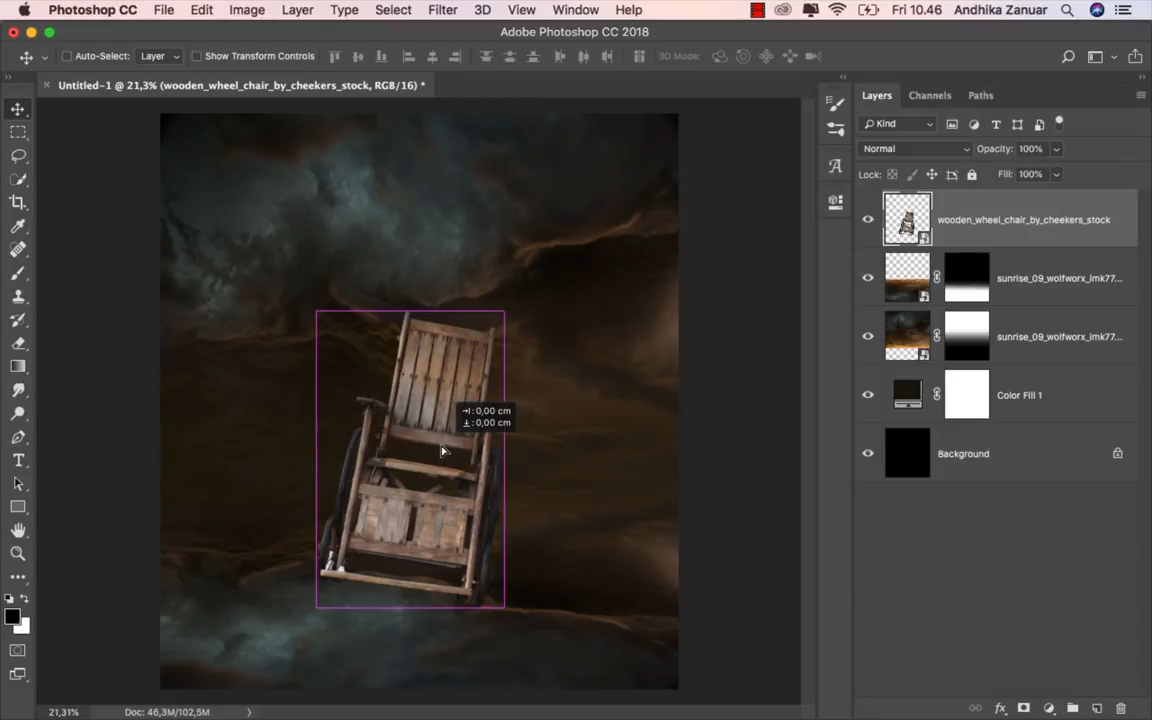 Photoshop CC File Edit Image Layer Type Select Filter 3D View Window Help Fri 10.46 Andhika Zanuar
Adobe Photoshop CC 2018
Auto-Select: Layer Show Transform Controls 3D Mode:
Untitled-1 @ 21,3% (wooden_wheel_chair_by_cheekers_stock, RGB/16) *
Layers Channels Paths
Kind
Normal Opacity: 100%
Lock: Fill: 100%
wooden_wheel_chair_by_cheekers_stock
sunrise_09_wolfworx_lmk77...
sunrise_09_wolfworx_lmk77...
Color Fill 1
Background
→I: 0,00 cm
↓: 0,00 cm
21,31% Doc: 46,3M/102,5M